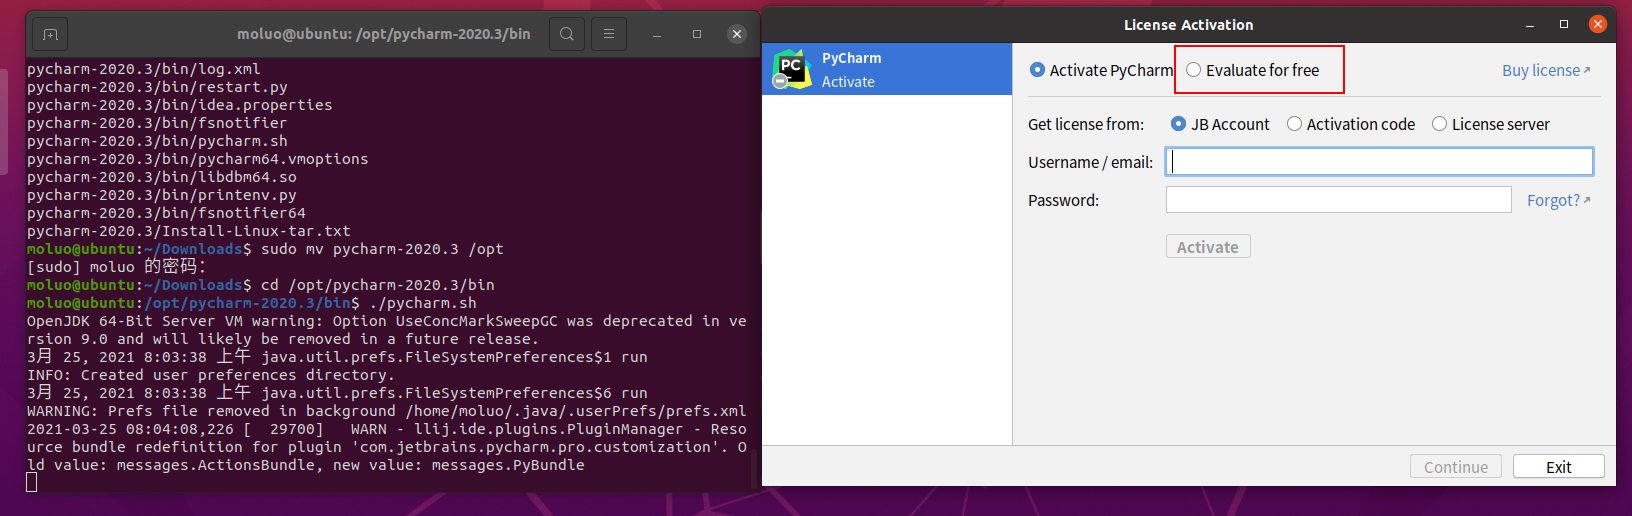 moluo@ubuntu: /opt/pycharm-2020.3/bin
pycharm-2020.3/bin/log.xml
pycharm-2020.3/bin/restart.py
pycharm-2020.3/bin/idea.properties
pycharm-2020.3/bin/fsnotifier
pycharm-2020.3/bin/pycharm.sh
pycharm-2020.3/bin/pycharm64.vmoptions
pycharm-2020.3/bin/libdbm64.so
pycharm-2020.3/bin/printenv.py
pycharm-2020.3/bin/fsnotifier64
pycharm-2020.3/Install-Linux-tar.txt
moluo@ubuntu:~/Downloads$ sudo mv pycharm-2020.3 /opt
[sudo] moluo 的密码：
moluo@ubuntu:~/Downloads$ cd /opt/pycharm-2020.3/bin
moluo@ubuntu:/opt/pycharm-2020.3/bin$ ./pycharm.sh
OpenJDK 64-Bit Server VM warning: Option UseConcMarkSweepGC was deprecated in ve
rsion 9.0 and will likely be removed in a future release.
3月 25, 2021 8:03:38 上午 java.util.prefs.FileSystemPreferences$1 run
INFO: Created user preferences directory.
3月 25, 2021 8:03:38 上午 java.util.prefs.FileSystemPreferences$6 run
WARNING: Prefs file removed in background /home/moluo/.java/.userPrefs/prefs.xml
2021-03-25 08:04:08,226 [  29700]   WARN - llij.ide.plugins.PluginManager - Reso
urce bundle redefinition for plugin 'com.jetbrains.pycharm.pro.customization'. O
ld value: messages.ActionsBundle, new value: messages.PyBundle
License Activation
PC
PyCharm
Activate
Activate PyCharm Evaluate for free Buy license
Get license from: JB Account Activation code License server
Username / email:
Password: Forgot?
Activate
Continue Exit